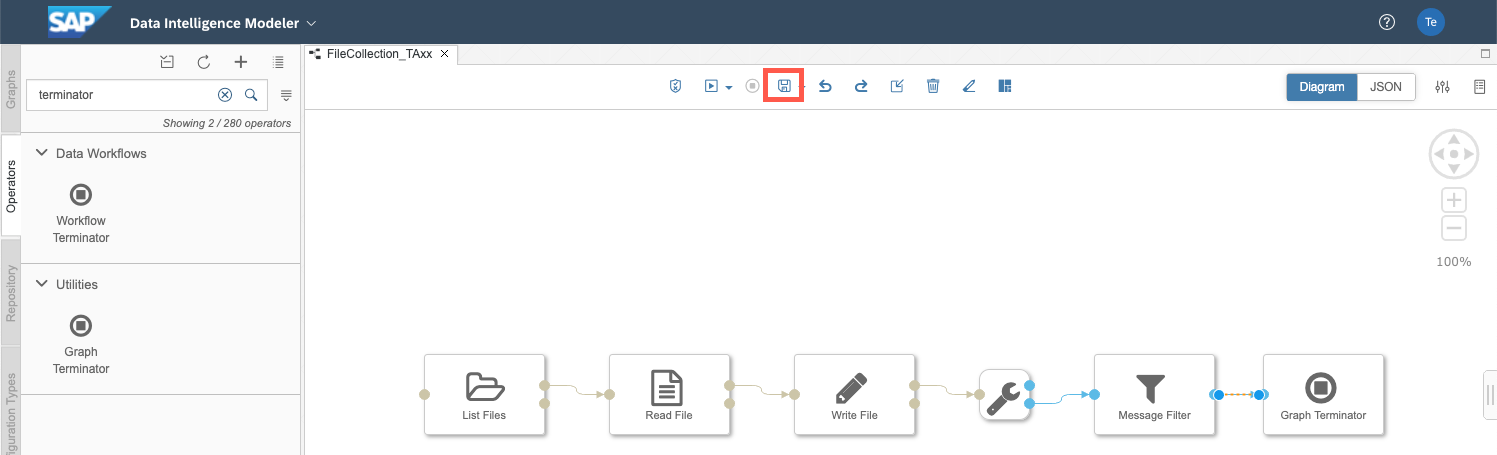 SAP
Data Intelligence Modeler
Te
Graphs
Operators
Repository
figuration Types
FileCollection_TAxx
terminator
Showing 2 / 280 operators
Data Workflows
Workflow
Terminator
Utilities
Graph
Terminator
Diagram
JSON
100%
List Files
Read File
Write File
Message Filter
Graph Terminator